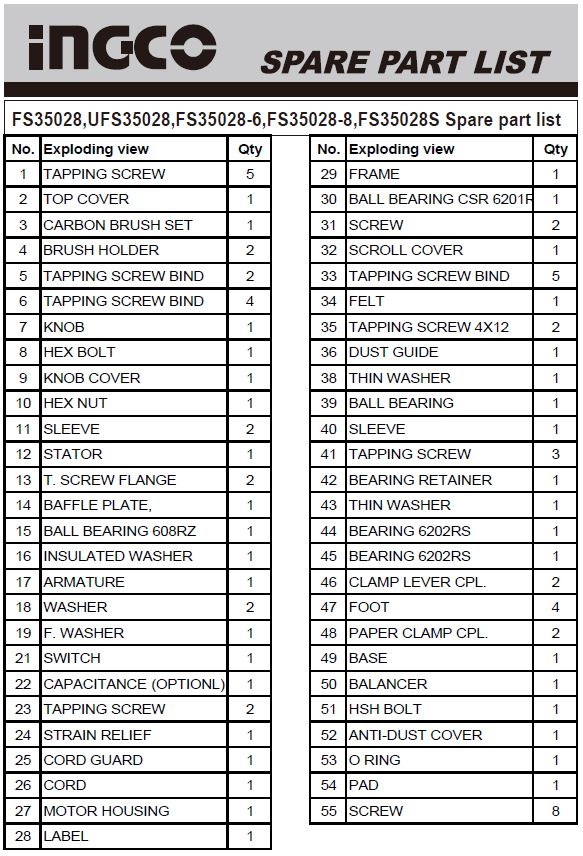 INGCO
SPARE PART LIST
FS35028,UFS35028,FS35028-6,FS35028-8,FS35028S Spare part list
No. Exploding view Qty
1 TAPPING SCREW 5
2 TOP COVER 1
3 CARBON BRUSH SET 1
4 BRUSH HOLDER 2
5 TAPPING SCREW BIND 2
6 TAPPING SCREW BIND 4
7 KNOB 1
8 HEX BOLT 1
9 KNOB COVER 1
10 HEX NUT 1
11 SLEEVE 2
12 STATOR 1
13 T. SCREW FLANGE 2
14 BAFFLE PLATE, 1
15 BALL BEARING 608RZ 1
16 INSULATED WASHER 1
17 ARMATURE 1
18 WASHER 2
19 F. WASHER 1
21 SWITCH 1
22 CAPACITANCE (OPTIONL) 1
23 TAPPING SCREW 2
24 STRAIN RELIEF 1
25 CORD GUARD 1
26 CORD 1
27 MOTOR HOUSING 1
28 LABEL 1
No. Exploding view Qty
29 FRAME 1
30 BALL BEARING CSR 6201R 1
31 SCREW 2
32 SCROLL COVER 1
33 TAPPING SCREW BIND 5
34 FELT 1
35 TAPPING SCREW 4X12 2
36 DUST GUIDE 1
38 THIN WASHER 1
39 BALL BEARING 1
40 SLEEVE 1
41 TAPPING SCREW 3
42 BEARING RETAINER 1
43 THIN WASHER 1
44 BEARING 6202RS 1
45 BEARING 6202RS 1
46 CLAMP LEVER CPL. 2
47 FOOT 4
48 PAPER CLAMP CPL. 2
49 BASE 1
50 BALANCER 1
51 HSH BOLT 1
52 ANTI-DUST COVER 1
53 O RING 1
54 PAD 1
55 SCREW 8